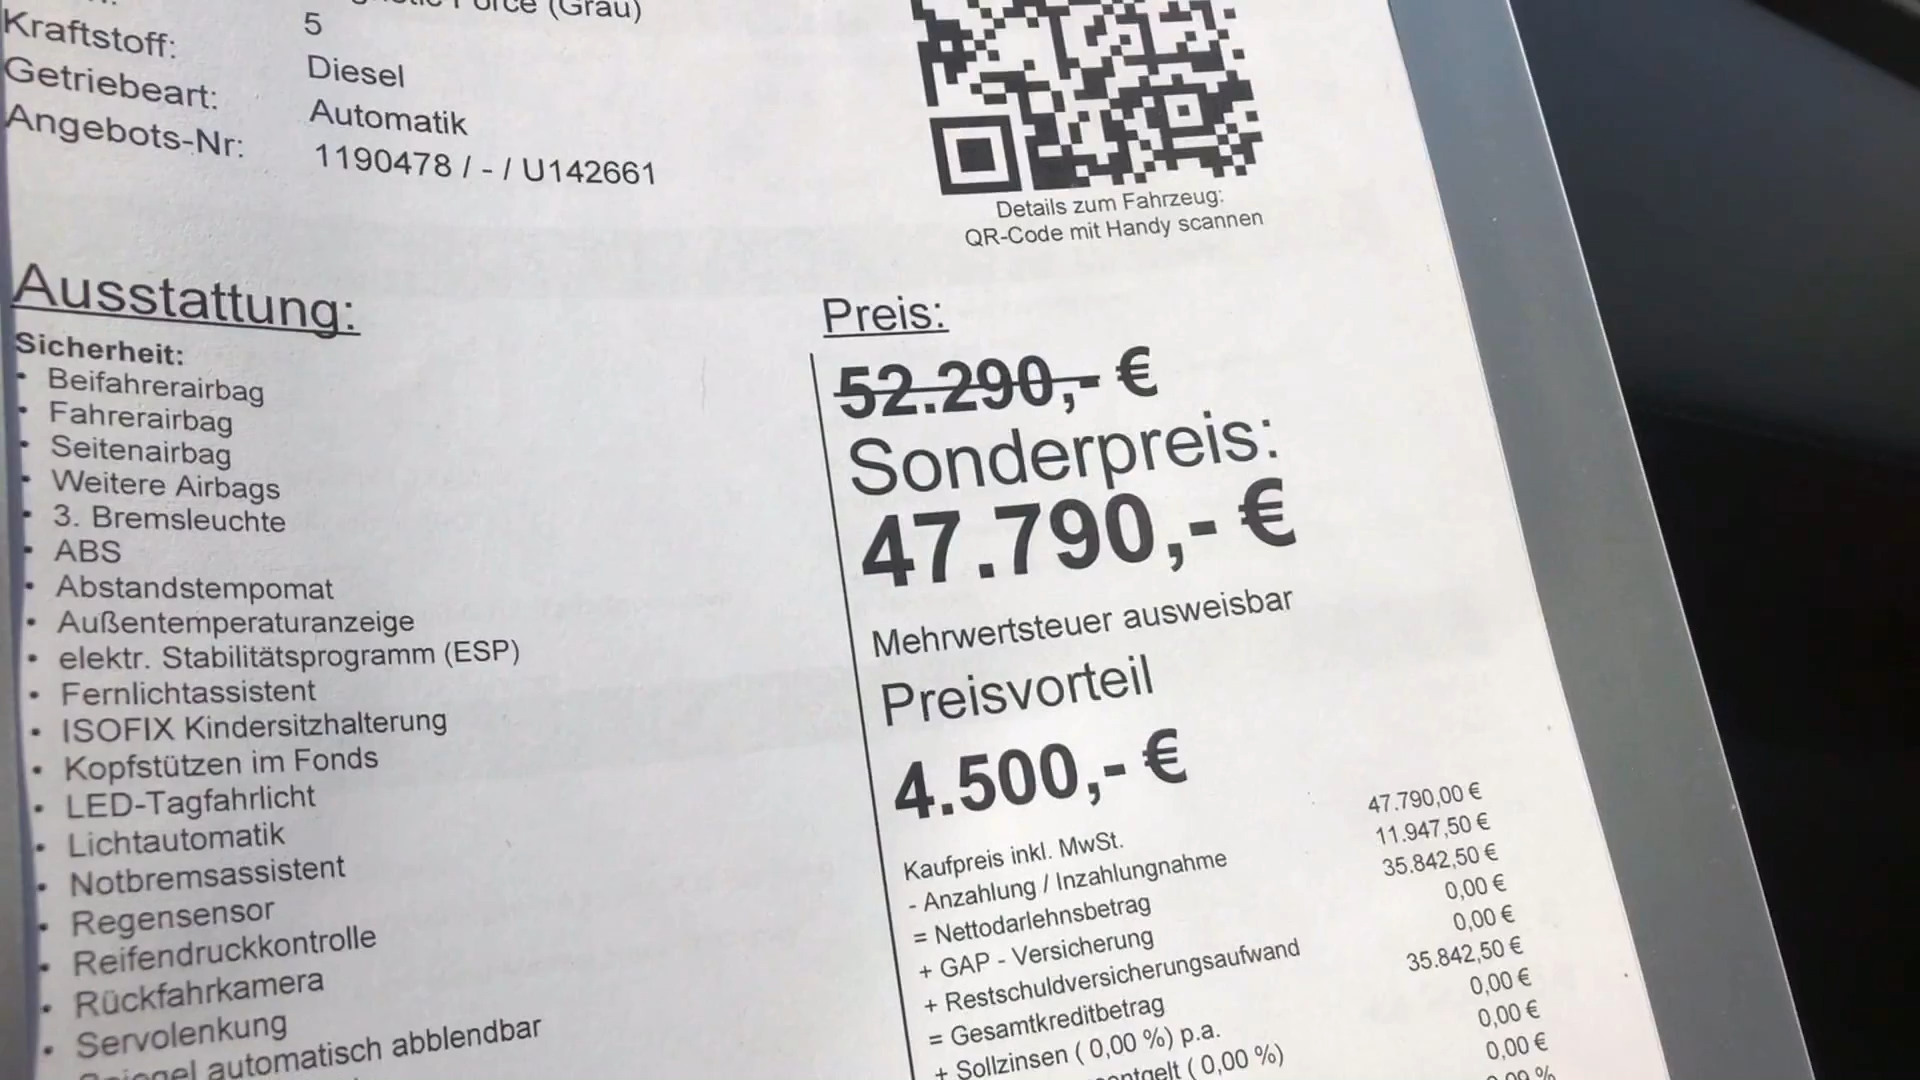 Force (Grau)
5
Kraftstoff: Diesel
Getriebeart: Automatik
Angebots-Nr: 1190478 / - / U142661
Details zum Fahrzeug:
QR-Code mit Handy scannen
Ausstattung:
Sicherheit:
• Beifahrerairbag
• Fahrerairbag
• Seitenairbag
• Weitere Airbags
• 3. Bremsleuchte
• ABS
• Abstandstempomat
• Außentemperaturanzeige
• elektr. Stabilitätsprogramm (ESP)
• Fernlichtassistent
• ISOFIX Kindersitzhalterung
• Kopfstützen im Fonds
• LED-Tagfahrlicht
• Lichtautomatik
• Notbremsassistent
• Regensensor
• Reifendruckkontrolle
• Rückfahrkamera
• Servolenkung
automatisch abblendbar
Preis:
52.290,- €
Sonderpreis:
47.790,- €
Mehrwertsteuer ausweisbar
Preisvorteil
4.500,- €
Kaufpreis inkl. MwSt. 47.790,00 €
- Anzahlung / Inzahlungnahme 11.947,50 €
= Nettodarlehnsbetrag 35.842,50 €
+ GAP - Versicherung 0,00 €
+ Restschuldversicherungsaufwand 0,00 €
= Gesamtkreditbetrag 35.842,50 €
+ Sollzinsen ( 0,00 %) p.a. 0,00 €
( 0,00 %) 0,00 €
0,00 €